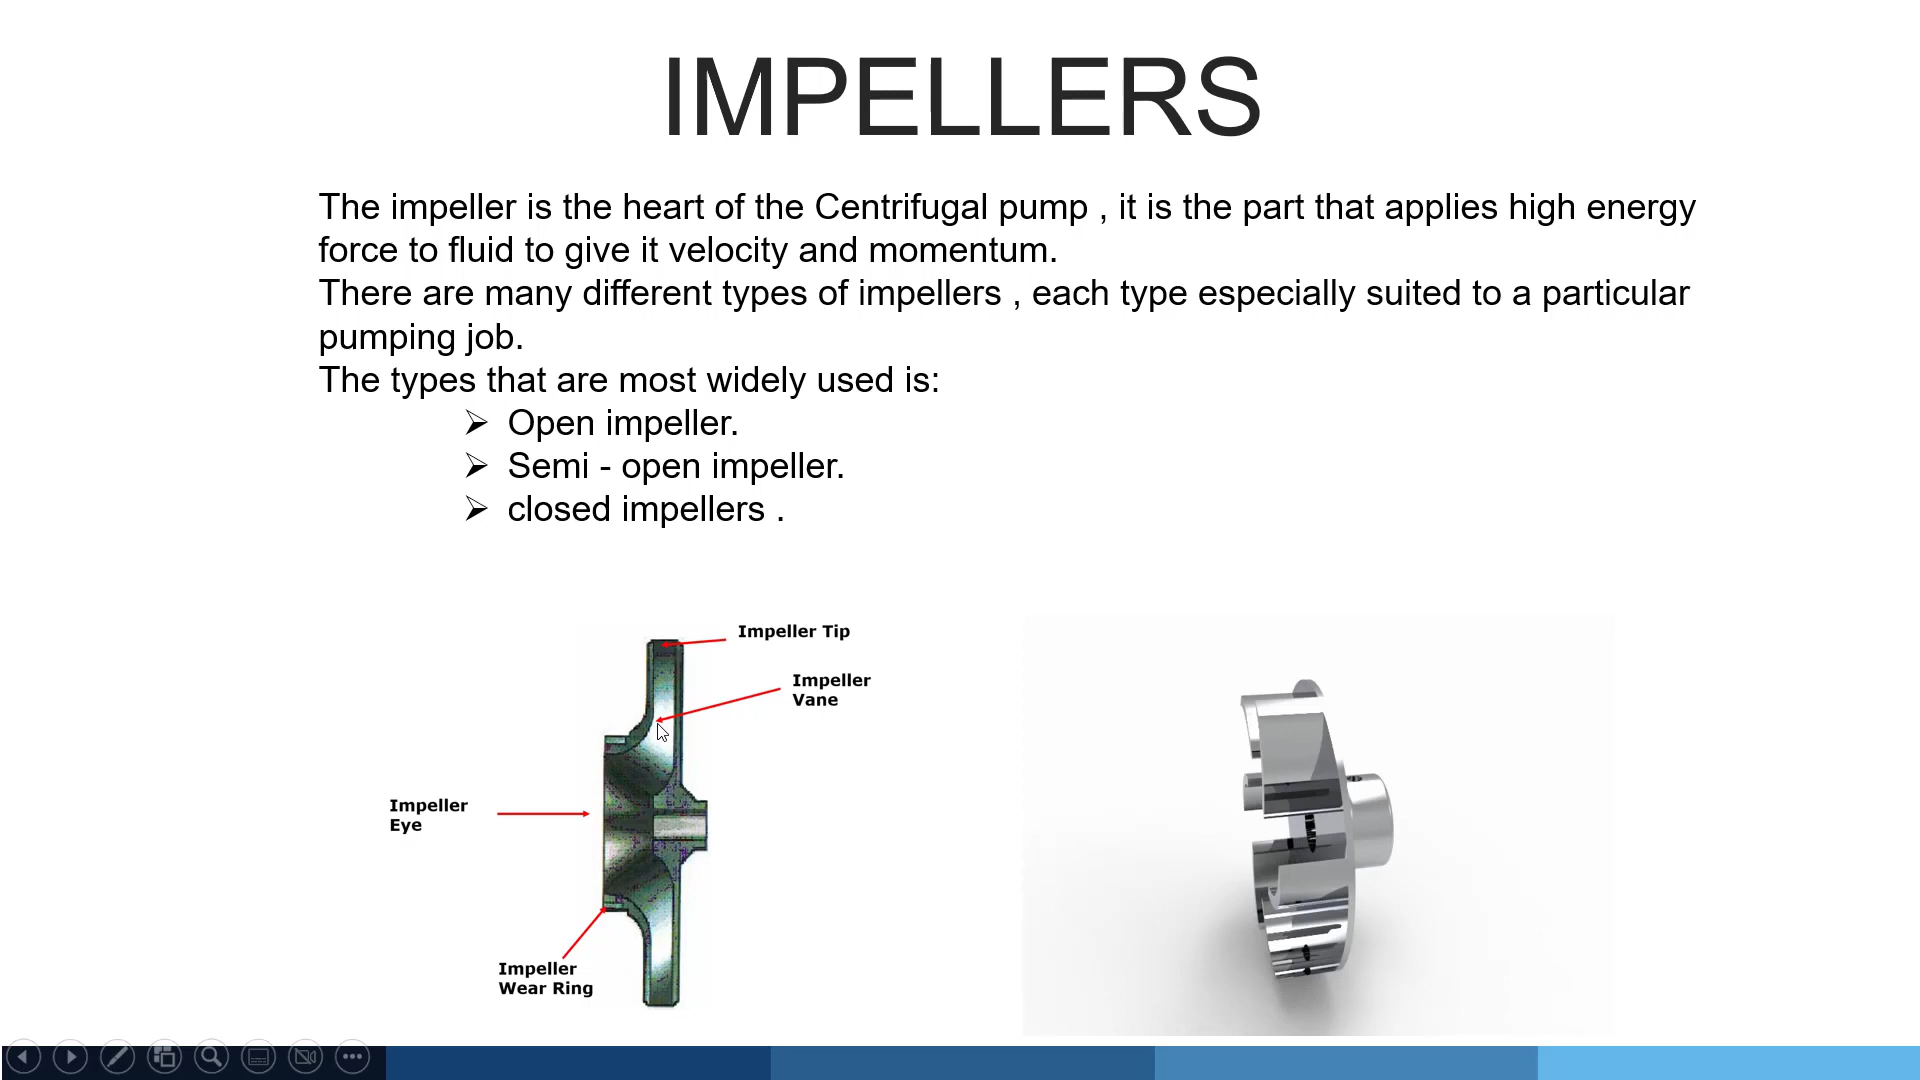 IMPELLERS
The impeller is the heart of the Centrifugal pump , it is the part that applies high energy
force to fluid to give it velocity and momentum.
There are many different types of impellers , each type especially suited to a particular
pumping job.
The types that are most widely used is:
➢ Open impeller.
➢ Semi - open impeller.
➢ closed impellers .
Impeller Tip
Impeller
Vane
Impeller
Eye
Impeller
Wear Ring